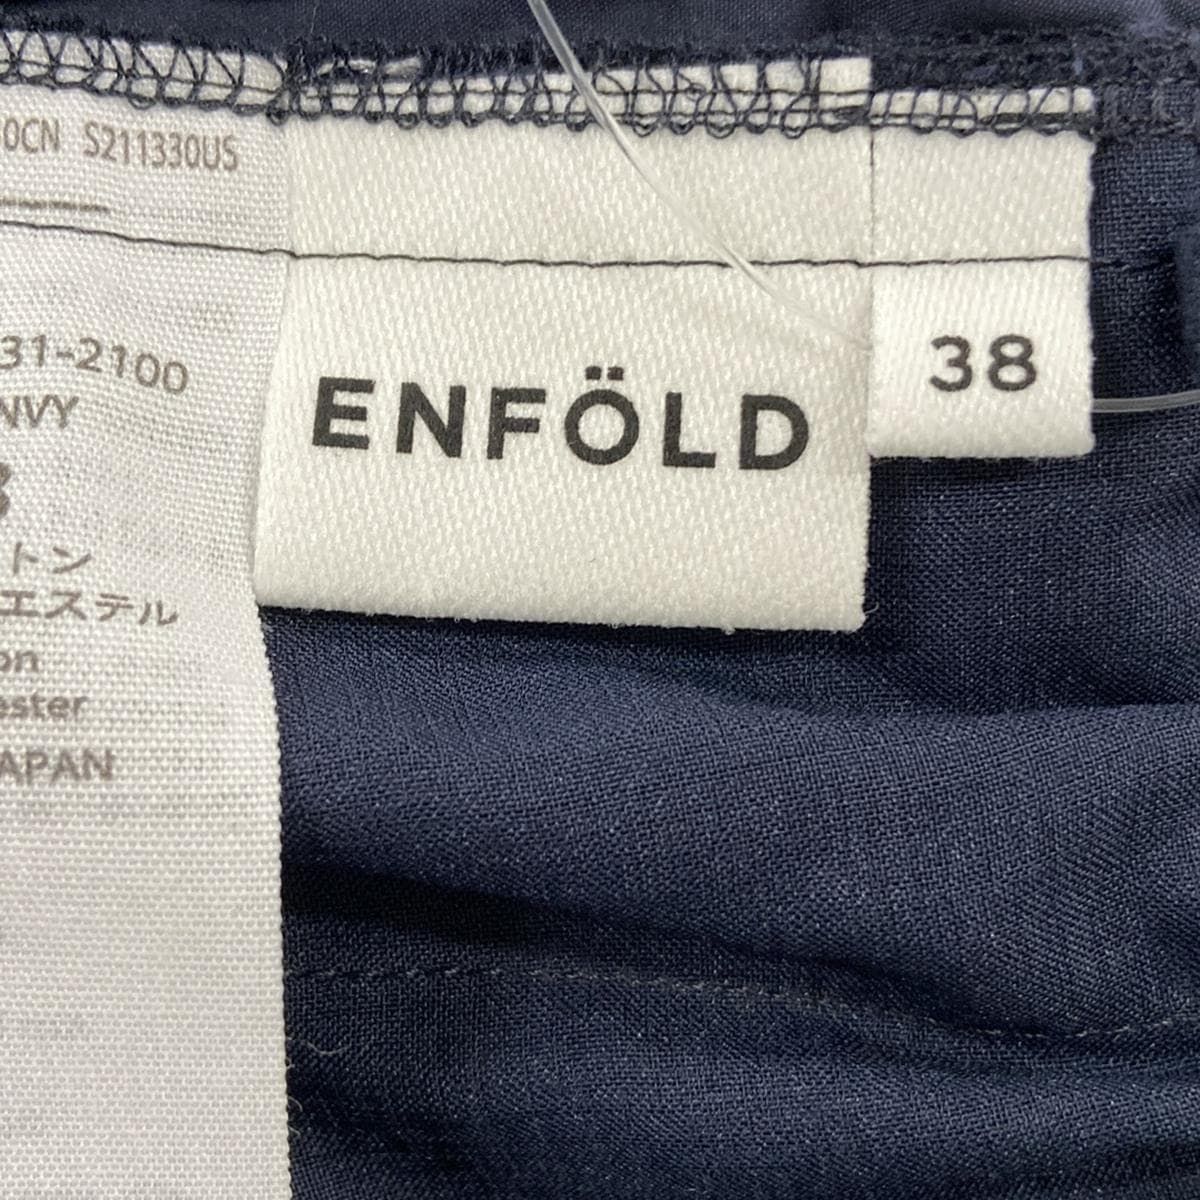 0CN S211330US
31-2100
NVY
トン
エステル
on
ester
APAN
ENFÖLD
38